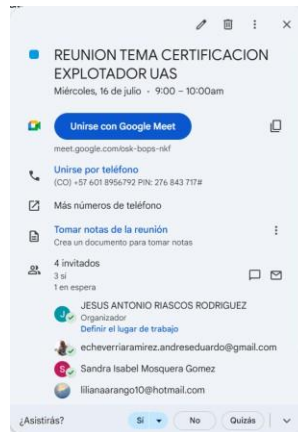 REUNION TEMA CERTIFICACION
EXPLOTADOR UAS
Miércoles, 16 de julio · 9:00 – 10:00am
Unirse con Google Meet
meet.google.com/osk-bops-nkf
Unirse por teléfono
(CO) +57 601 8956792 PIN: 276 843 717#
Más números de teléfono
Tomar notas de la reunión
Crea un documento para tomar notas
4 invitados
3 sí
1 en espera
JESUS ANTONIO RIASCOS RODRIGUEZ
Organizador
Definir el lugar de trabajo
echeverriaramirez.andreseduardo@gmail.com
Sandra Isabel Mosquera Gomez
lilianaarango10@hotmail.com
¿Asistirás? Sí No Quizás